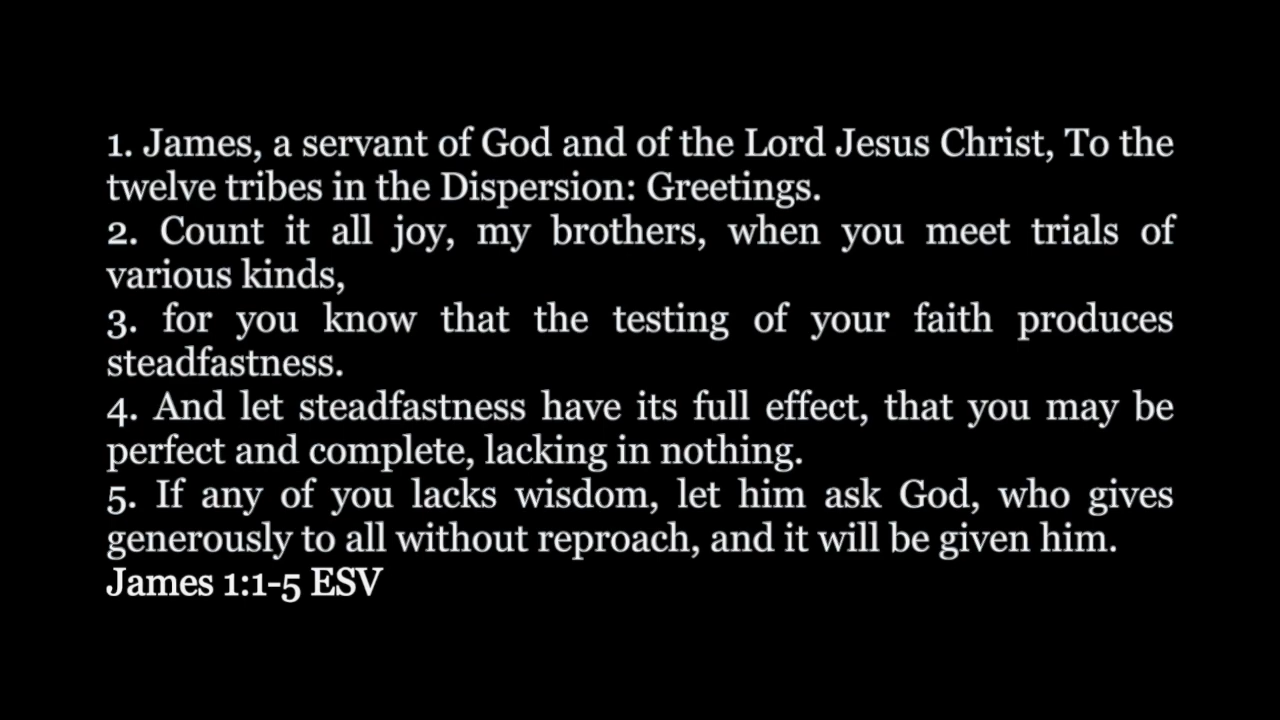 1. James, a servant of God and of the Lord Jesus Christ, To the
twelve tribes in the Dispersion: Greetings.
2. Count it all joy, my brothers, when you meet trials of
various kinds,
3. for you know that the testing of your faith produces
steadfastness.
4. And let steadfastness have its full effect, that you may be
perfect and complete, lacking in nothing.
5. If any of you lacks wisdom, let him ask God, who gives
generously to all without reproach, and it will be given him.
James 1:1-5 ESV